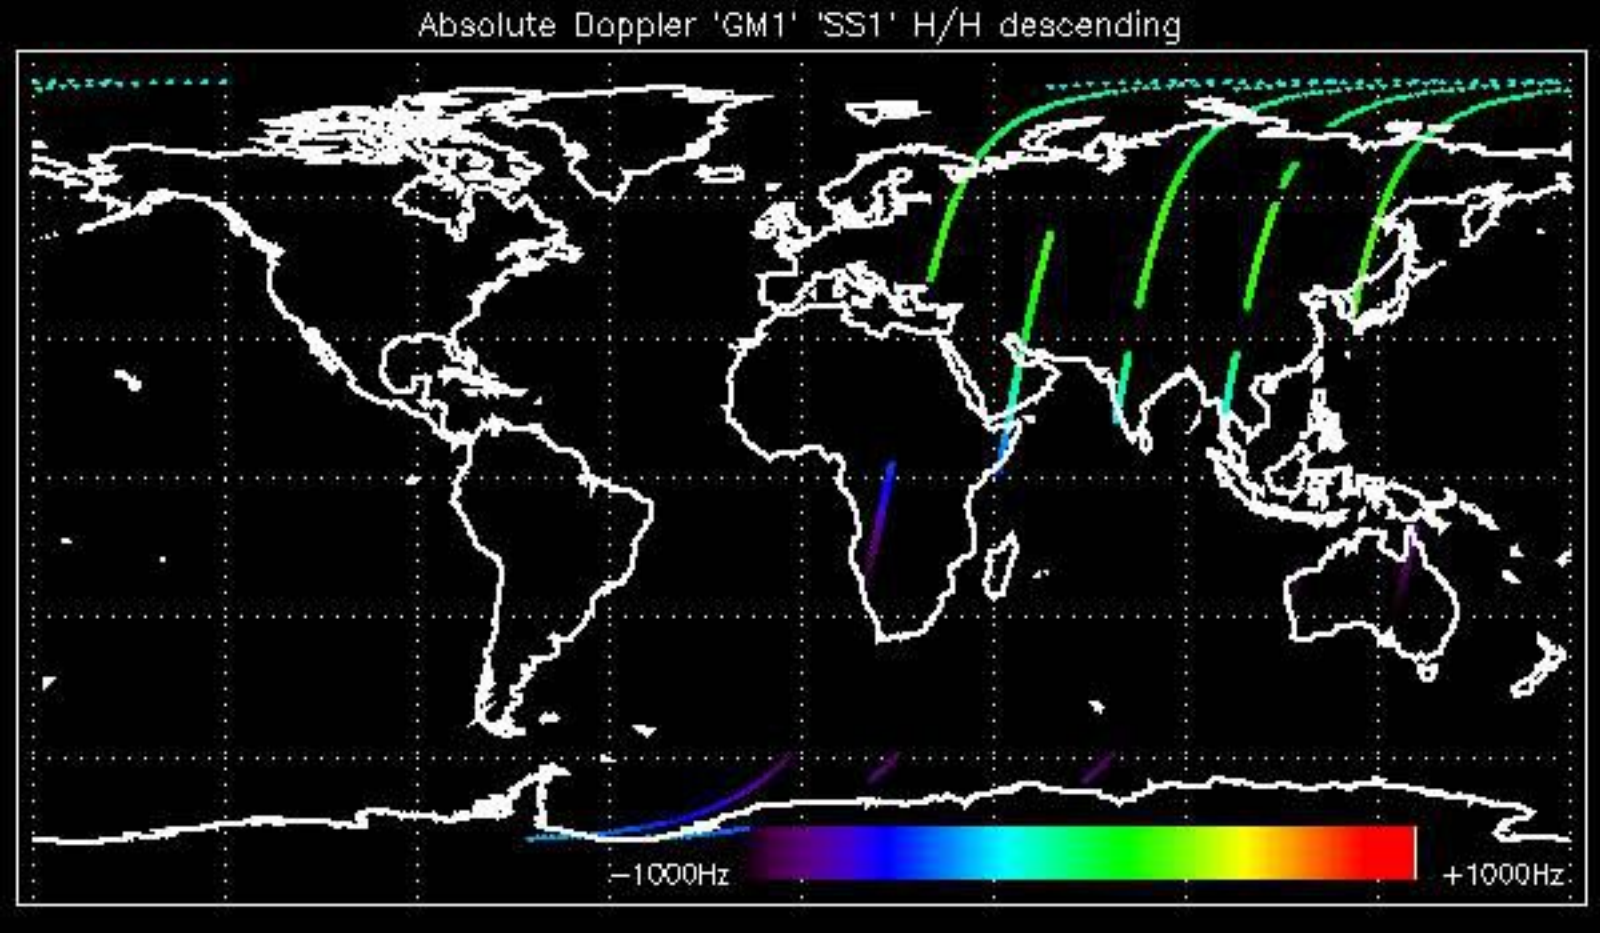 Absolute Doppler 'GM1' 'SS1' H/H descending
−1000Hz
+1000Hz